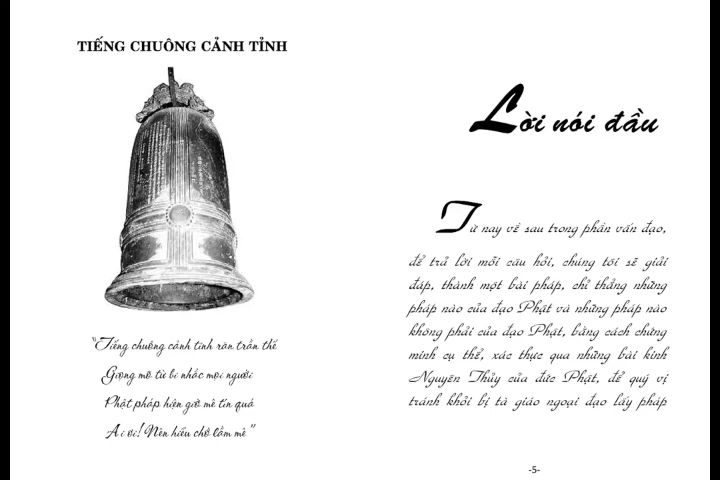 TIẾNG CHUÔNG CẢNH TỈNH
"Tiếng chuông cảnh tỉnh răn trần thế
Giọng mõ từ bi nhắc mọi người
Phật pháp hiện giờ mê tín quá
Ai ơi! Nên hiểu chớ lầm mê"
Lời nói đầu
Từ nay về sau trong phần vấn đạo,
để trả lời mỗi câu hỏi, chúng tôi sẽ giải
đáp, thành một bài pháp, chỉ thẳng những
pháp nào của đạo Phật và những pháp nào
không phải của đạo Phật, bằng cách chứng
minh cụ thể, xác thực qua những bài kinh
Nguyên Thủy của đức Phật, để quý vị
tránh khỏi bị tà giáo ngoại đạo lấy pháp
-5-